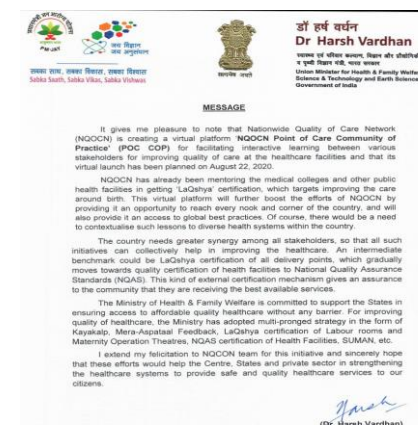 PM-JAY
जय विज्ञान
जय अनुसंधान
सबका साथ, सबका विकास, सबका विश्वास
Sabka Saath, Sabka Vikas, Sabka Vishwas
सत्यमेव जयते
डॉ हर्ष वर्धन
Dr Harsh Vardhan
स्वास्थ्य एवं परिवार कल्याण, विज्ञान और प्रौद्योगिकी
व पृथ्वी विज्ञान मंत्री, भारत सरकार
Union Minister for Health & Family Welfare
Science & Technology and Earth Sciences
Government of India
MESSAGE
It gives me pleasure to note that Nationwide Quality of Care Network
(NQOCN) is creating a virtual platform 'NQOCN Point of Care Community of
Practice' (POC COP) for facilitating interactive learning between various
stakeholders for improving quality of care at the healthcare facilities and that its
virtual launch has been planned on August 22, 2020.
NQOCN has already been mentoring the medical colleges and other public
health facilities in getting 'LaQshya' certification, which targets improving the care
around birth. This virtual platform will further boost the efforts of NQOCN by
providing it an opportunity to reach every nook and corner of the country, and will
also provide it an access to global best practices. Of course, there would be a need
to contextualise such lessons to diverse health systems within the country.
The country needs greater synergy among all stakeholders, so that all such
initiatives can collectively help in improving the healthcare. An intermediate
benchmark could be LaQshya certification of all delivery points, which gradually
moves towards quality certification of health facilities to National Quality Assurance
Standards (NQAS). This kind of external certification mechanism gives an assurance
to the community that they are receiving the best available services.
The Ministry of Health & Family Welfare is committed to support the States in
ensuring access to affordable quality healthcare without any barrier. For improving
quality of healthcare, the Ministry has adopted multi-pronged strategy in the form of
Kayakalp, Mera-Aspataal Feedback, LaQshya certification of Labour rooms and
Maternity Operation Theatres, NQAS certification of Health Facilities, SUMAN, etc.
I extend my felicitation to NQCON team for this initiative and sincerely hope
that these efforts would help the Centre, States and private sector in strengthening
the healthcare systems to provide safe and quality healthcare services to our
citizens.
Harsh
(Dr. Harsh Vardhan)